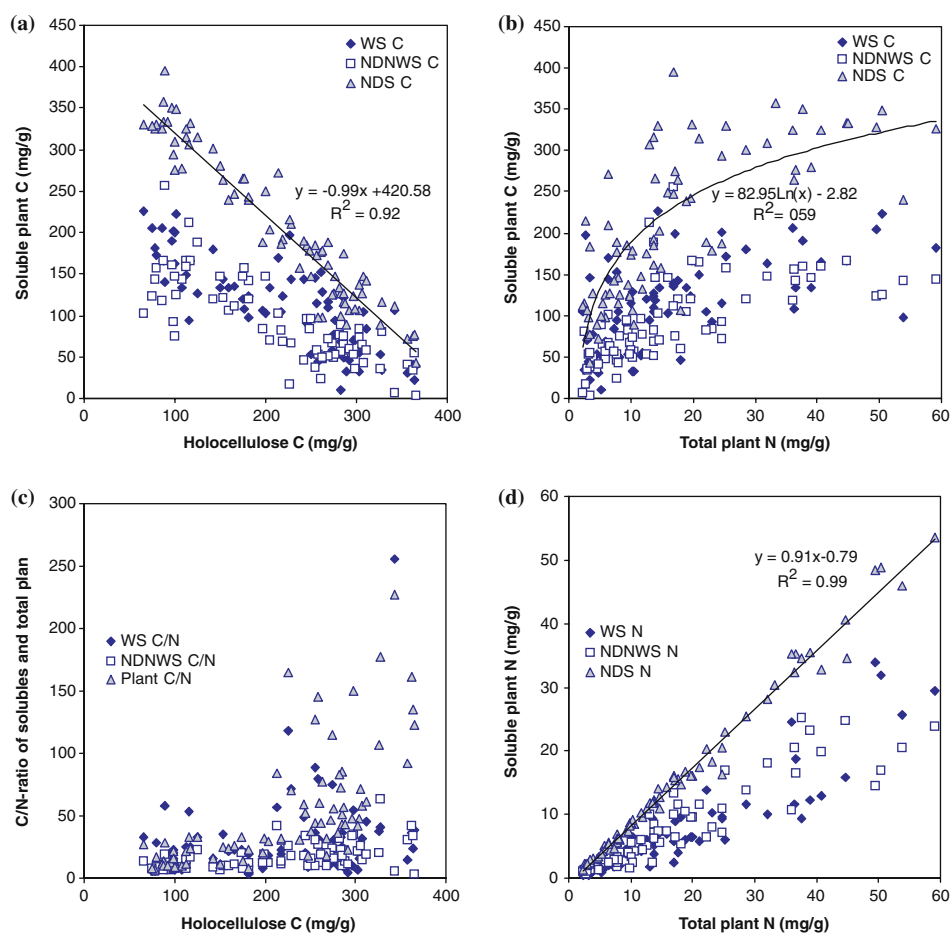 (a)
450
400
350
300
250
200
150
100
50
0
Soluble plant C (mg/g)
WS C
NDNWS C
NDS C
y = -0.99x +420.58
R2 = 0.92
0 100 200 300 400
Holocellulose C (mg/g)
(b)
450
400
350
300
250
200
150
100
50
0
Soluble plant C (mg/g)
WS C
NDNWS C
NDS C
y = 82.95Ln(x) - 2.82
R2 = 059
0 10 20 30 40 50 60
Total plant N (mg/g)
(c)
300
250
200
150
100
50
0
C/N-ratio of solubles and total plan
WS C/N
NDNWS C/N
Plant C/N
0 100 200 300 400
Holocellulose C (mg/g)
(d)
60
50
40
30
20
10
0
Soluble plant N (mg/g)
y = 0.91x-0.79
R2 = 0.99
WS N
NDNWS N
NDS N
0 10 20 30 40 50 60
Total plant N (mg/g)